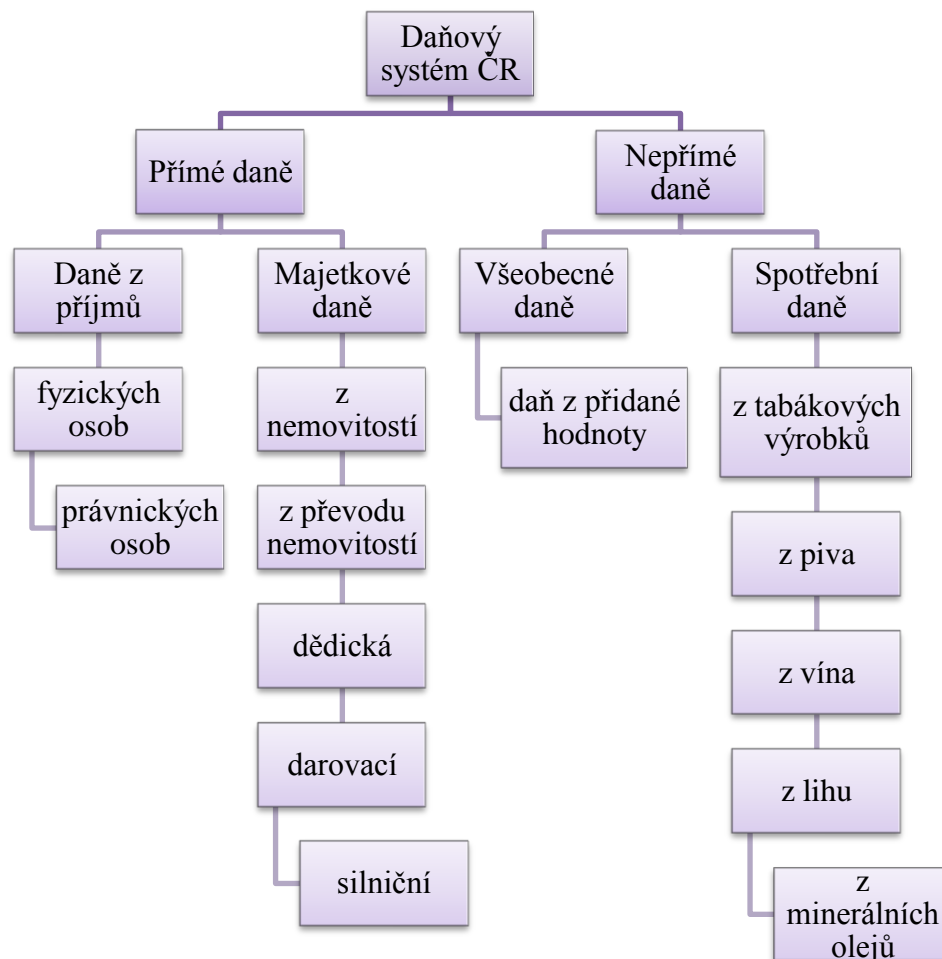 Daňový
systém ČR
Přímé daně
Nepřímé
daně
Daně z
příjmů
Majetkové
daně
Všeobecné
daně
Spotřební
daně
fyzických
osob
z
nemovitostí
daň z přidané
hodnoty
z tabákových
výrobků
právnických
osob
z převodu
nemovitostí
z piva
dědická
z vína
darovací
z lihu
silniční
z
minerálních
olejů